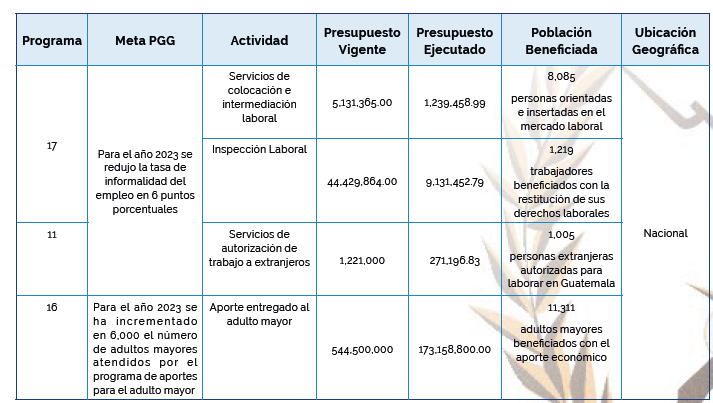 Programa
Meta PGG
Actividad
Presupuesto
Vigente
Presupuesto
Ejecutado
Población
Beneficiada
Ubicación
Geográfica
17
Para el año 2023 se
redujo la tasa de
informalidad del
empleo en 6 puntos
porcentuales
Servicios de
colocación e
intermediación
laboral
5,131,365.00
1,239,458.99
8,085
personas orientadas
e insertadas en el
mercado laboral
Nacional
Inspección Laboral
44,429,864.00
9,131,452.79
1,219
trabajadores
beneficiados con la
restitución de sus
derechos laborales
11
Servicios de
autorización de
trabajo a extranjeros
1,221,000
271,196.83
1,005
personas extranjeras
autorizadas para
laborar en Guatemala
16
Para el año 2023 se
ha incrementado
en 6,000 el número
de adultos mayores
atendidos por el
programa de aportes
para el adulto mayor
Aporte entregado al
adulto mayor
544,500,000
173,158,800.00
11,311
adultos mayores
beneficiados con el
aporte económico